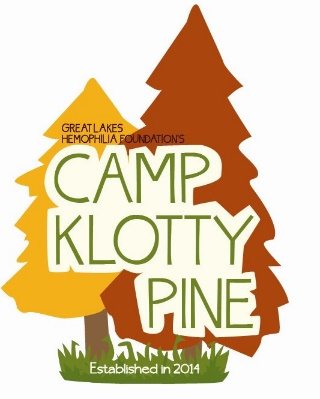 GREAT LAKES
HEMOPHILIA FOUNDATION'S
CAMP
KLOTTY
PINE
Established in 2014